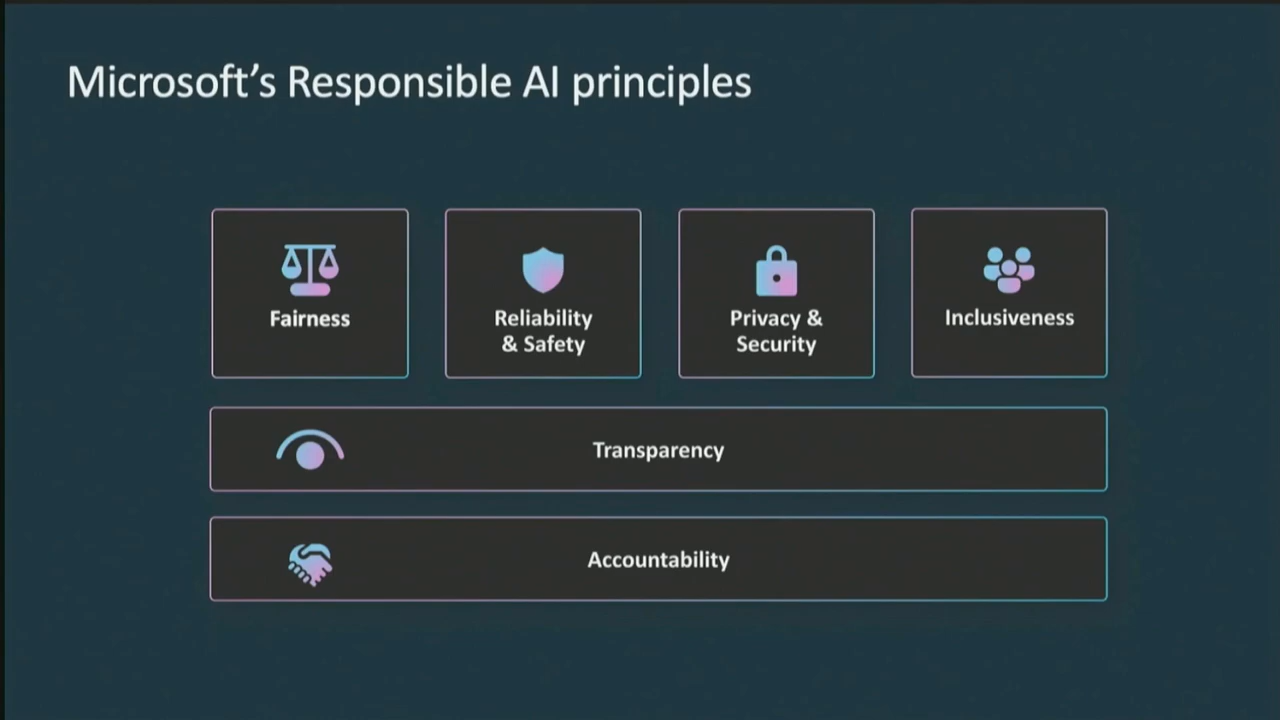 Microsoft’s Responsible AI principles
Fairness
Reliability
& Safety
Privacy &
Security
Inclusiveness
Transparency
Accountability